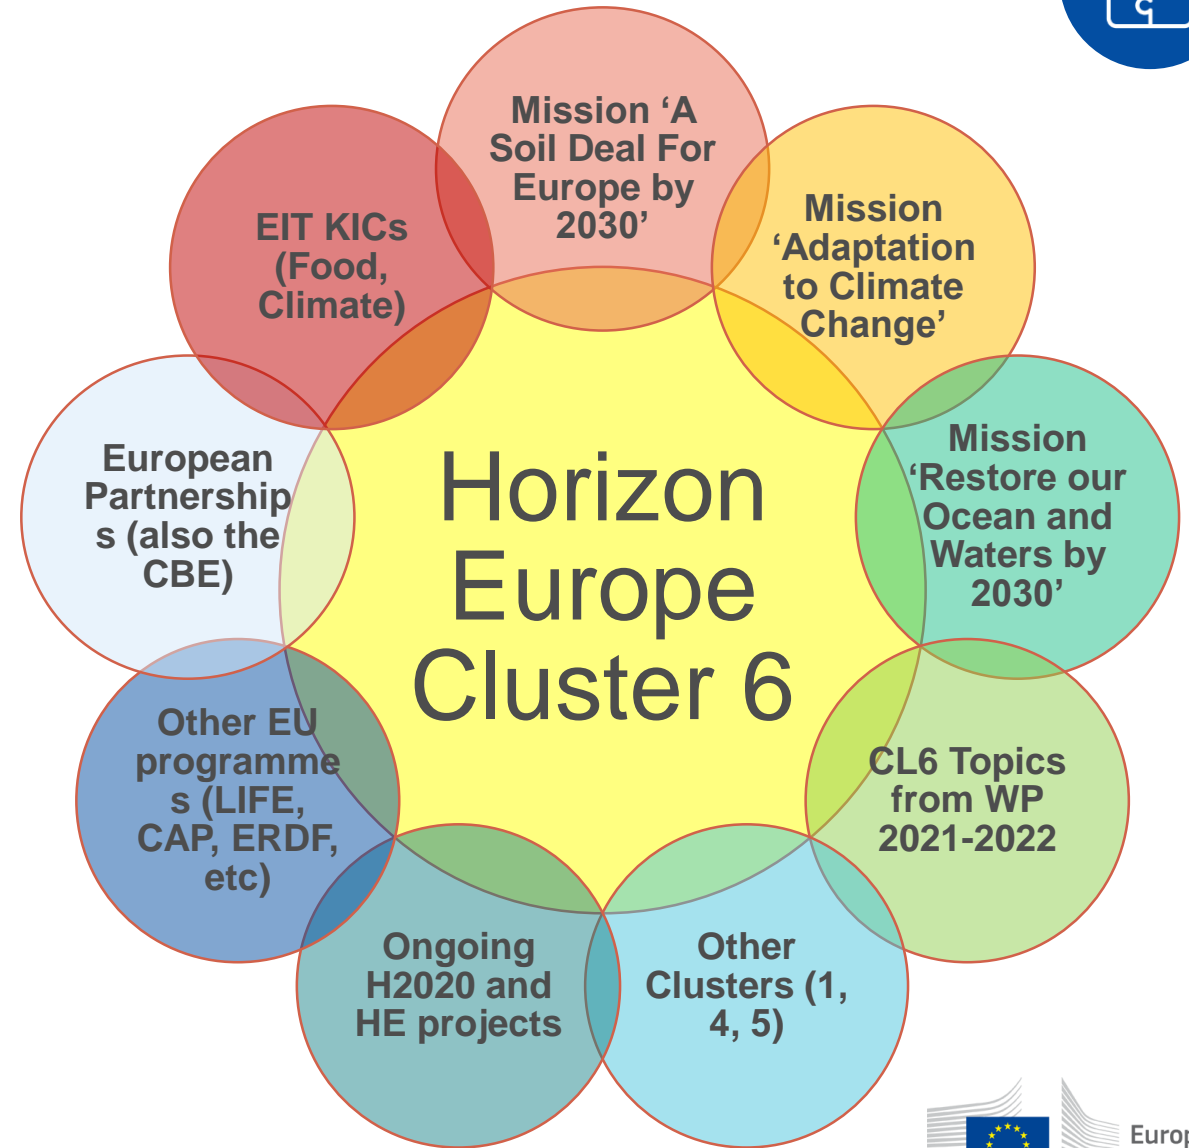 Mission ‘A
Soil Deal For
Europe by
2030’
Mission
‘Adaptation
to Climate
Change’
Mission
‘Restore our
Ocean and
Waters by
2030’
CL6 Topics
from WP
2021-2022
Other
Clusters (1,
4, 5)
Ongoing
H2020 and
HE projects
Other EU
programme
s (LIFE,
CAP, ERDF,
etc)
European
Partnership
s (also the
CBE)
EIT KICs
(Food,
Climate)
Horizon
Europe
Cluster 6